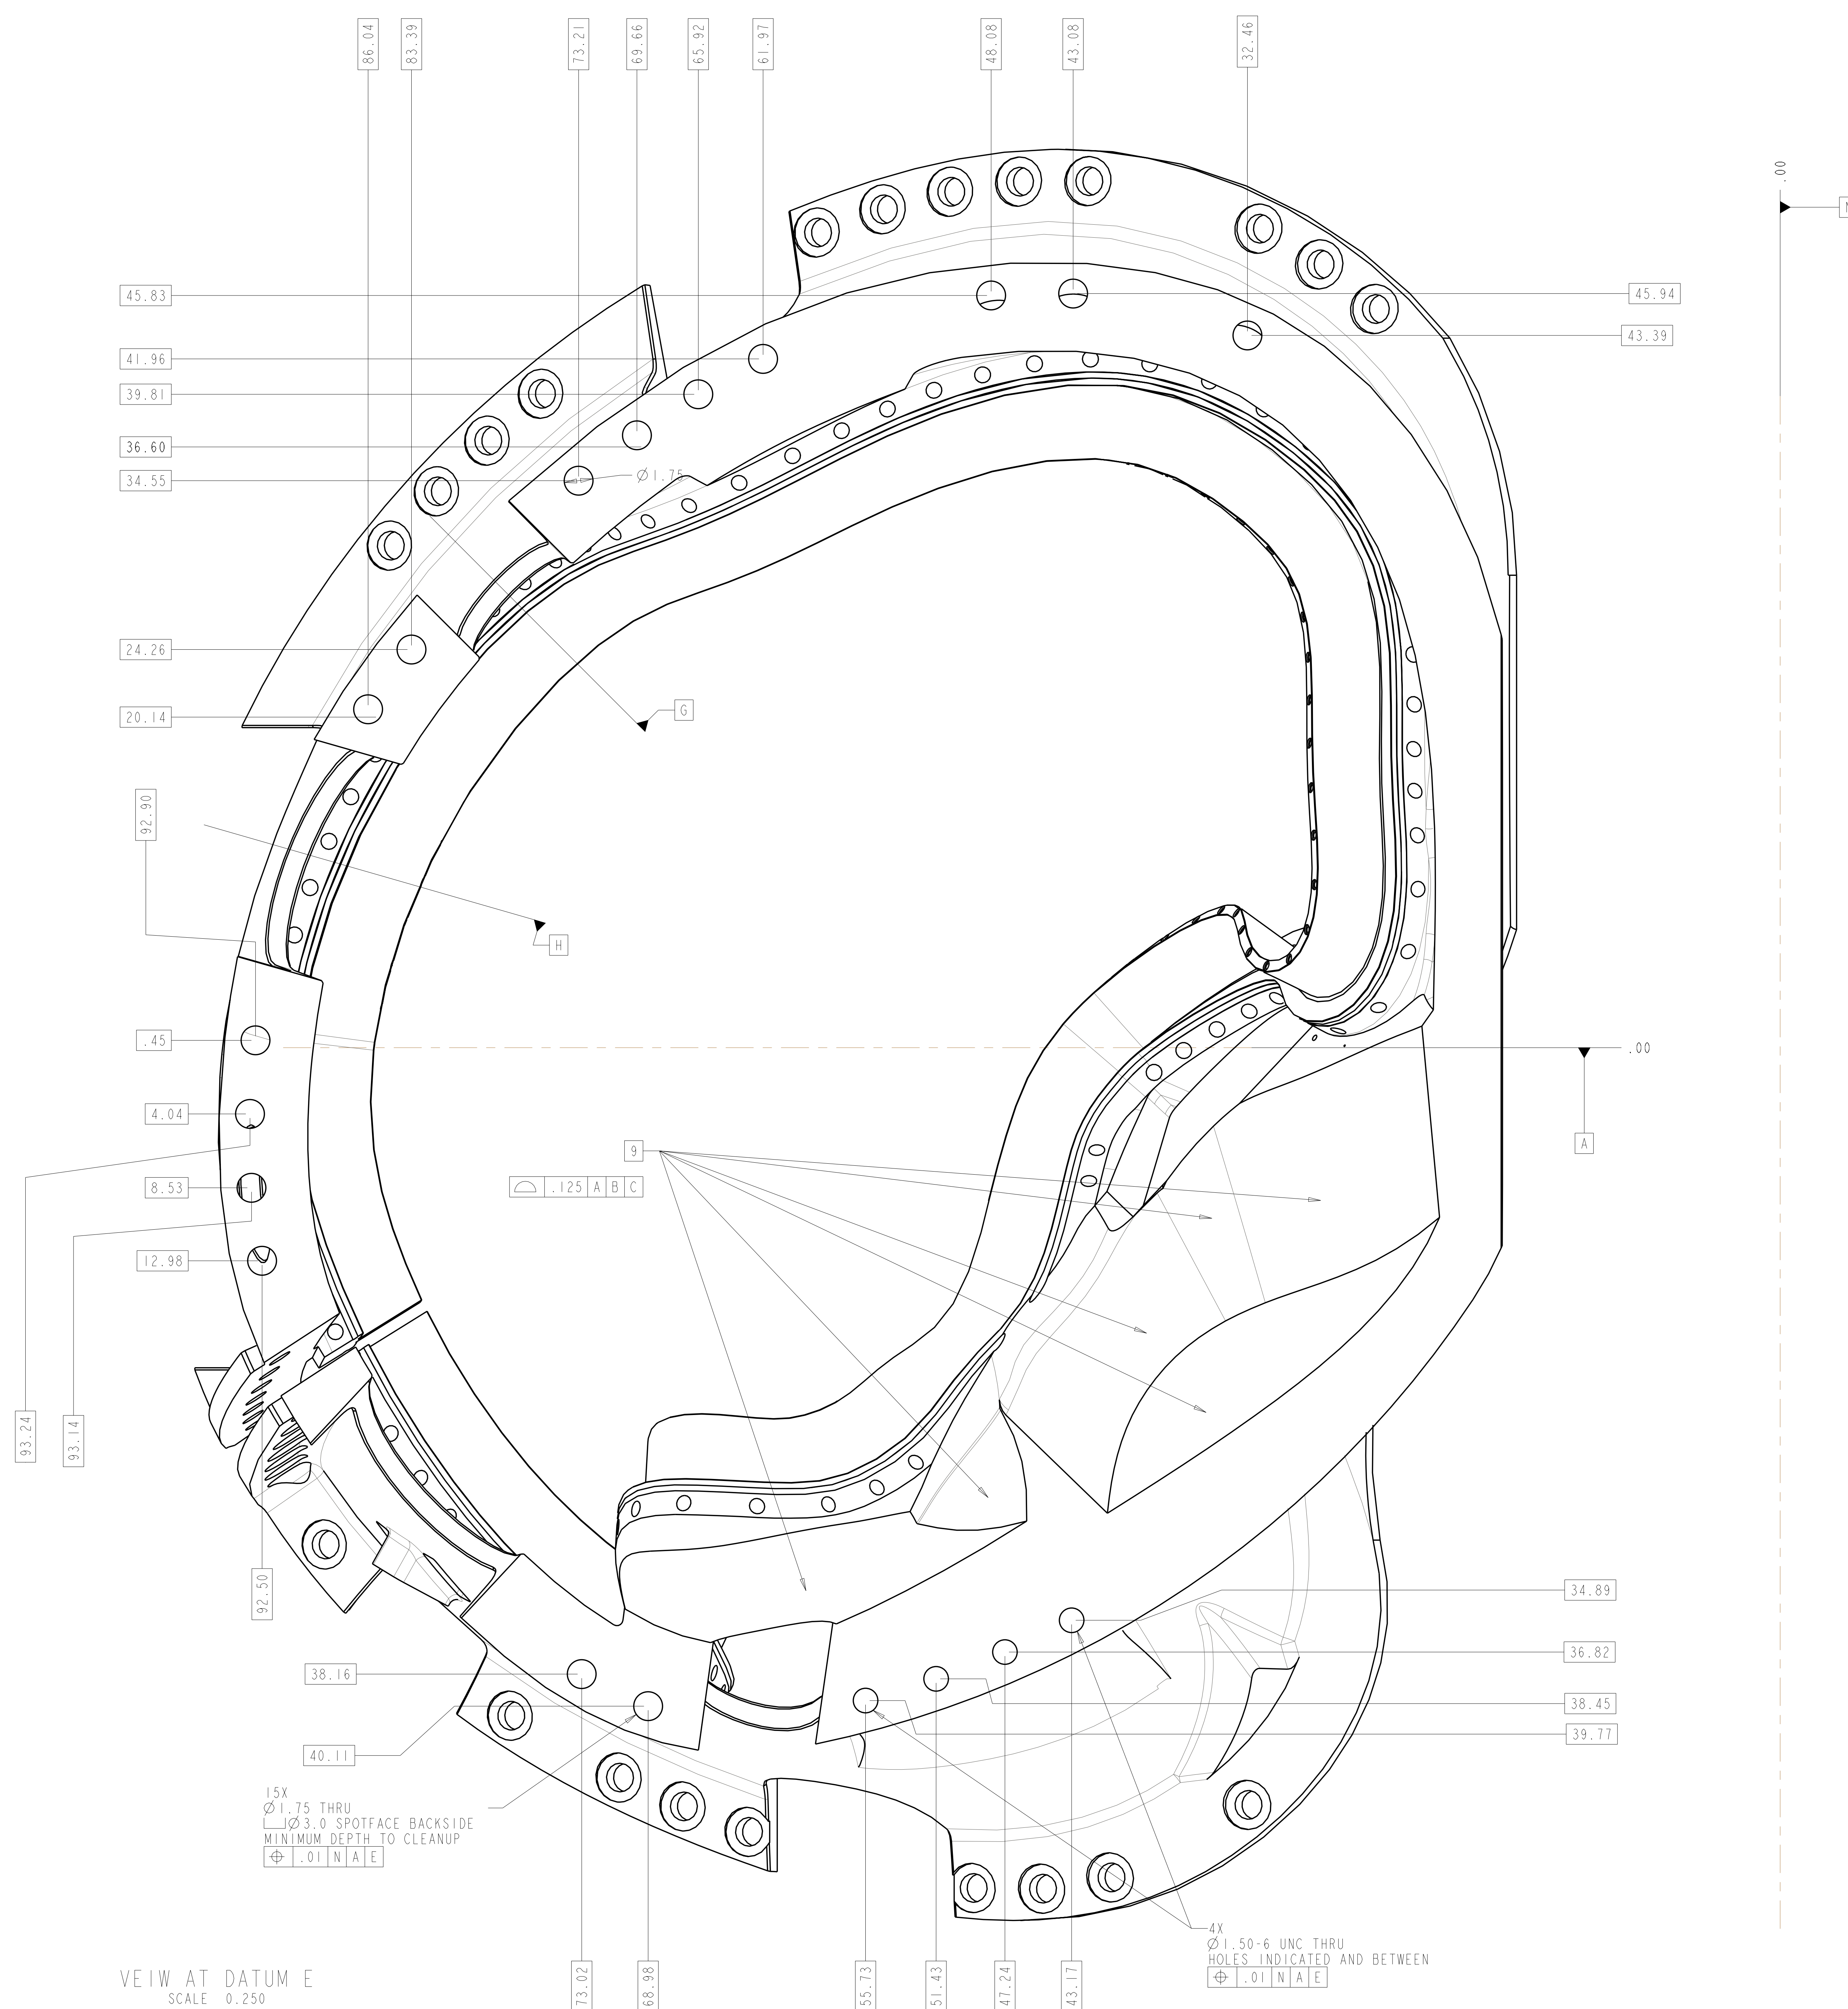 86.04
83.39
73.21
69.66
65.92
61.97
48.08
43.08
32.46
.00
45.83
45.94
41.96
43.39
39.81
36.60
34.55
Ø1.75
24.26
20.14
G
92.90
H
.45
.00
4.04
A
9
8.53
.125 A B C
12.98
93.24
93.14
92.50
34.89
38.16
36.82
38.45
40.11
39.77
15X
Ø1.75 THRU
⌴Ø3.0 SPOTFACE BACKSIDE
MINIMUM DEPTH TO CLEANUP
⌖ .01 N A E
4X
Ø1.50-6 UNC THRU
HOLES INDICATED AND BETWEEN
⌖ .01 N A E
73.02
68.98
55.73
51.43
47.24
43.17
VEIW AT DATUM E
SCALE 0.250